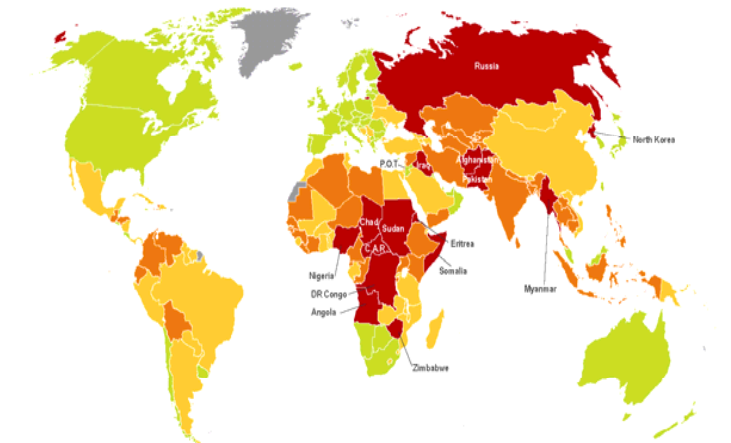 Russia
North Korea
P.O.T.
Iraq
Afghanistan
Pakistan
Chad
Sudan
C.A.R.
Eritrea
Somalia
Nigeria
DR Congo
Angola
Myanmar
Zimbabwe